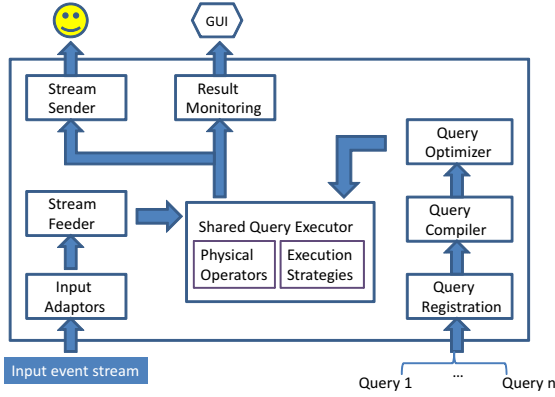 GUI
Stream
Sender
Result
Monitoring
Query
Optimizer
Stream
Feeder
Shared Query Executor
Physical
Operators
Execution
Strategies
Query
Compiler
Input
Adaptors
Query
Registration
Input event stream
Query 1
...
Query n